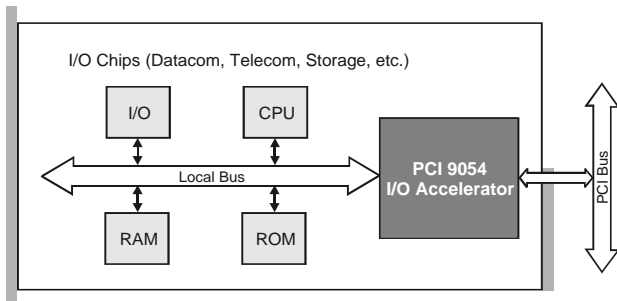 I/O Chips (Datacom, Telecom, Storage, etc.)
I/O
CPU
Local Bus
PCI 9054
I/O Accelerator
PCI Bus
RAM
ROM